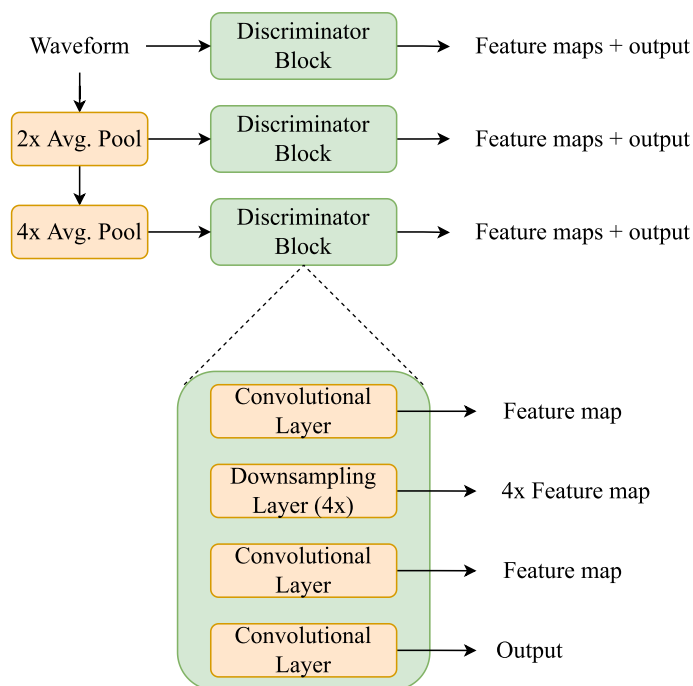 Waveform
Discriminator
Block
Feature maps + output
2x Avg. Pool
Discriminator
Block
Feature maps + output
4x Avg. Pool
Discriminator
Block
Feature maps + output
Convolutional
Layer
Feature map
Downsampling
Layer (4x)
4x Feature map
Convolutional
Layer
Feature map
Convolutional
Layer
Output